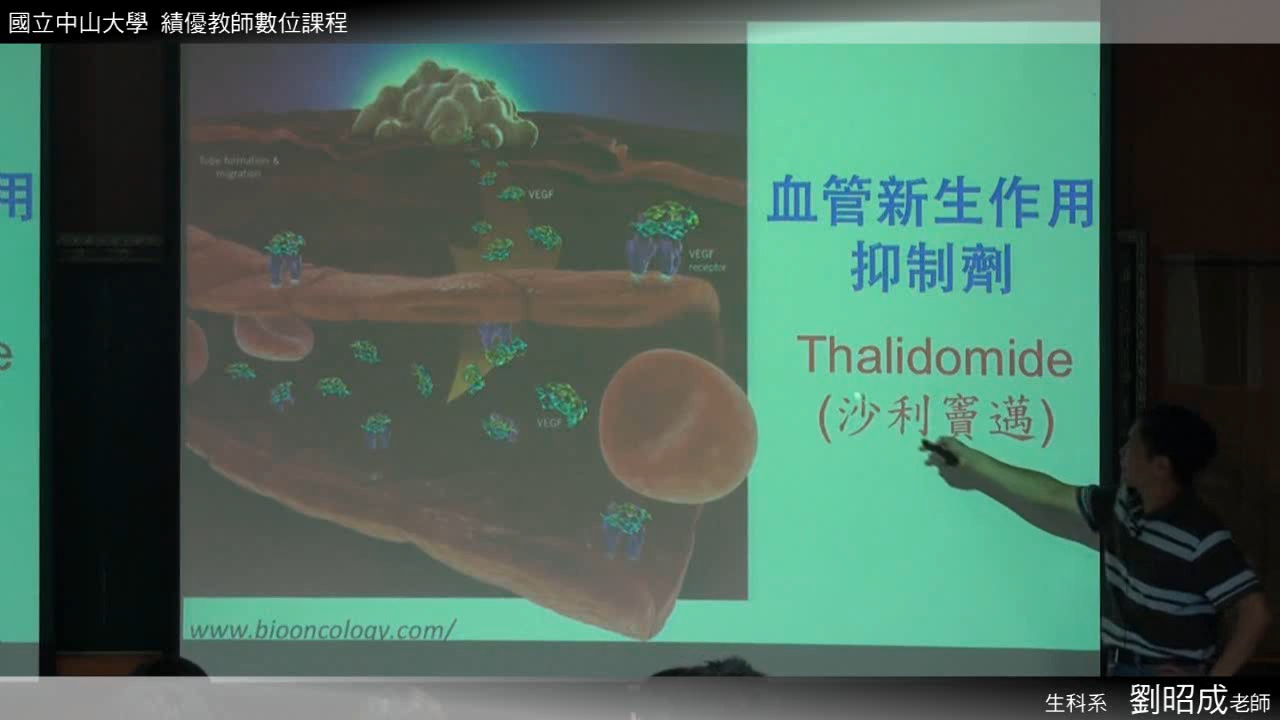 國立中山大學 績優教師數位課程
用
e
Tube formation &
migration
VEGF
VEGF
receptor
VEGF
血管新生作用
抑制劑
Thalidomide
(沙利竇邁)
www.biooncology.com/
生科系 劉昭成老師